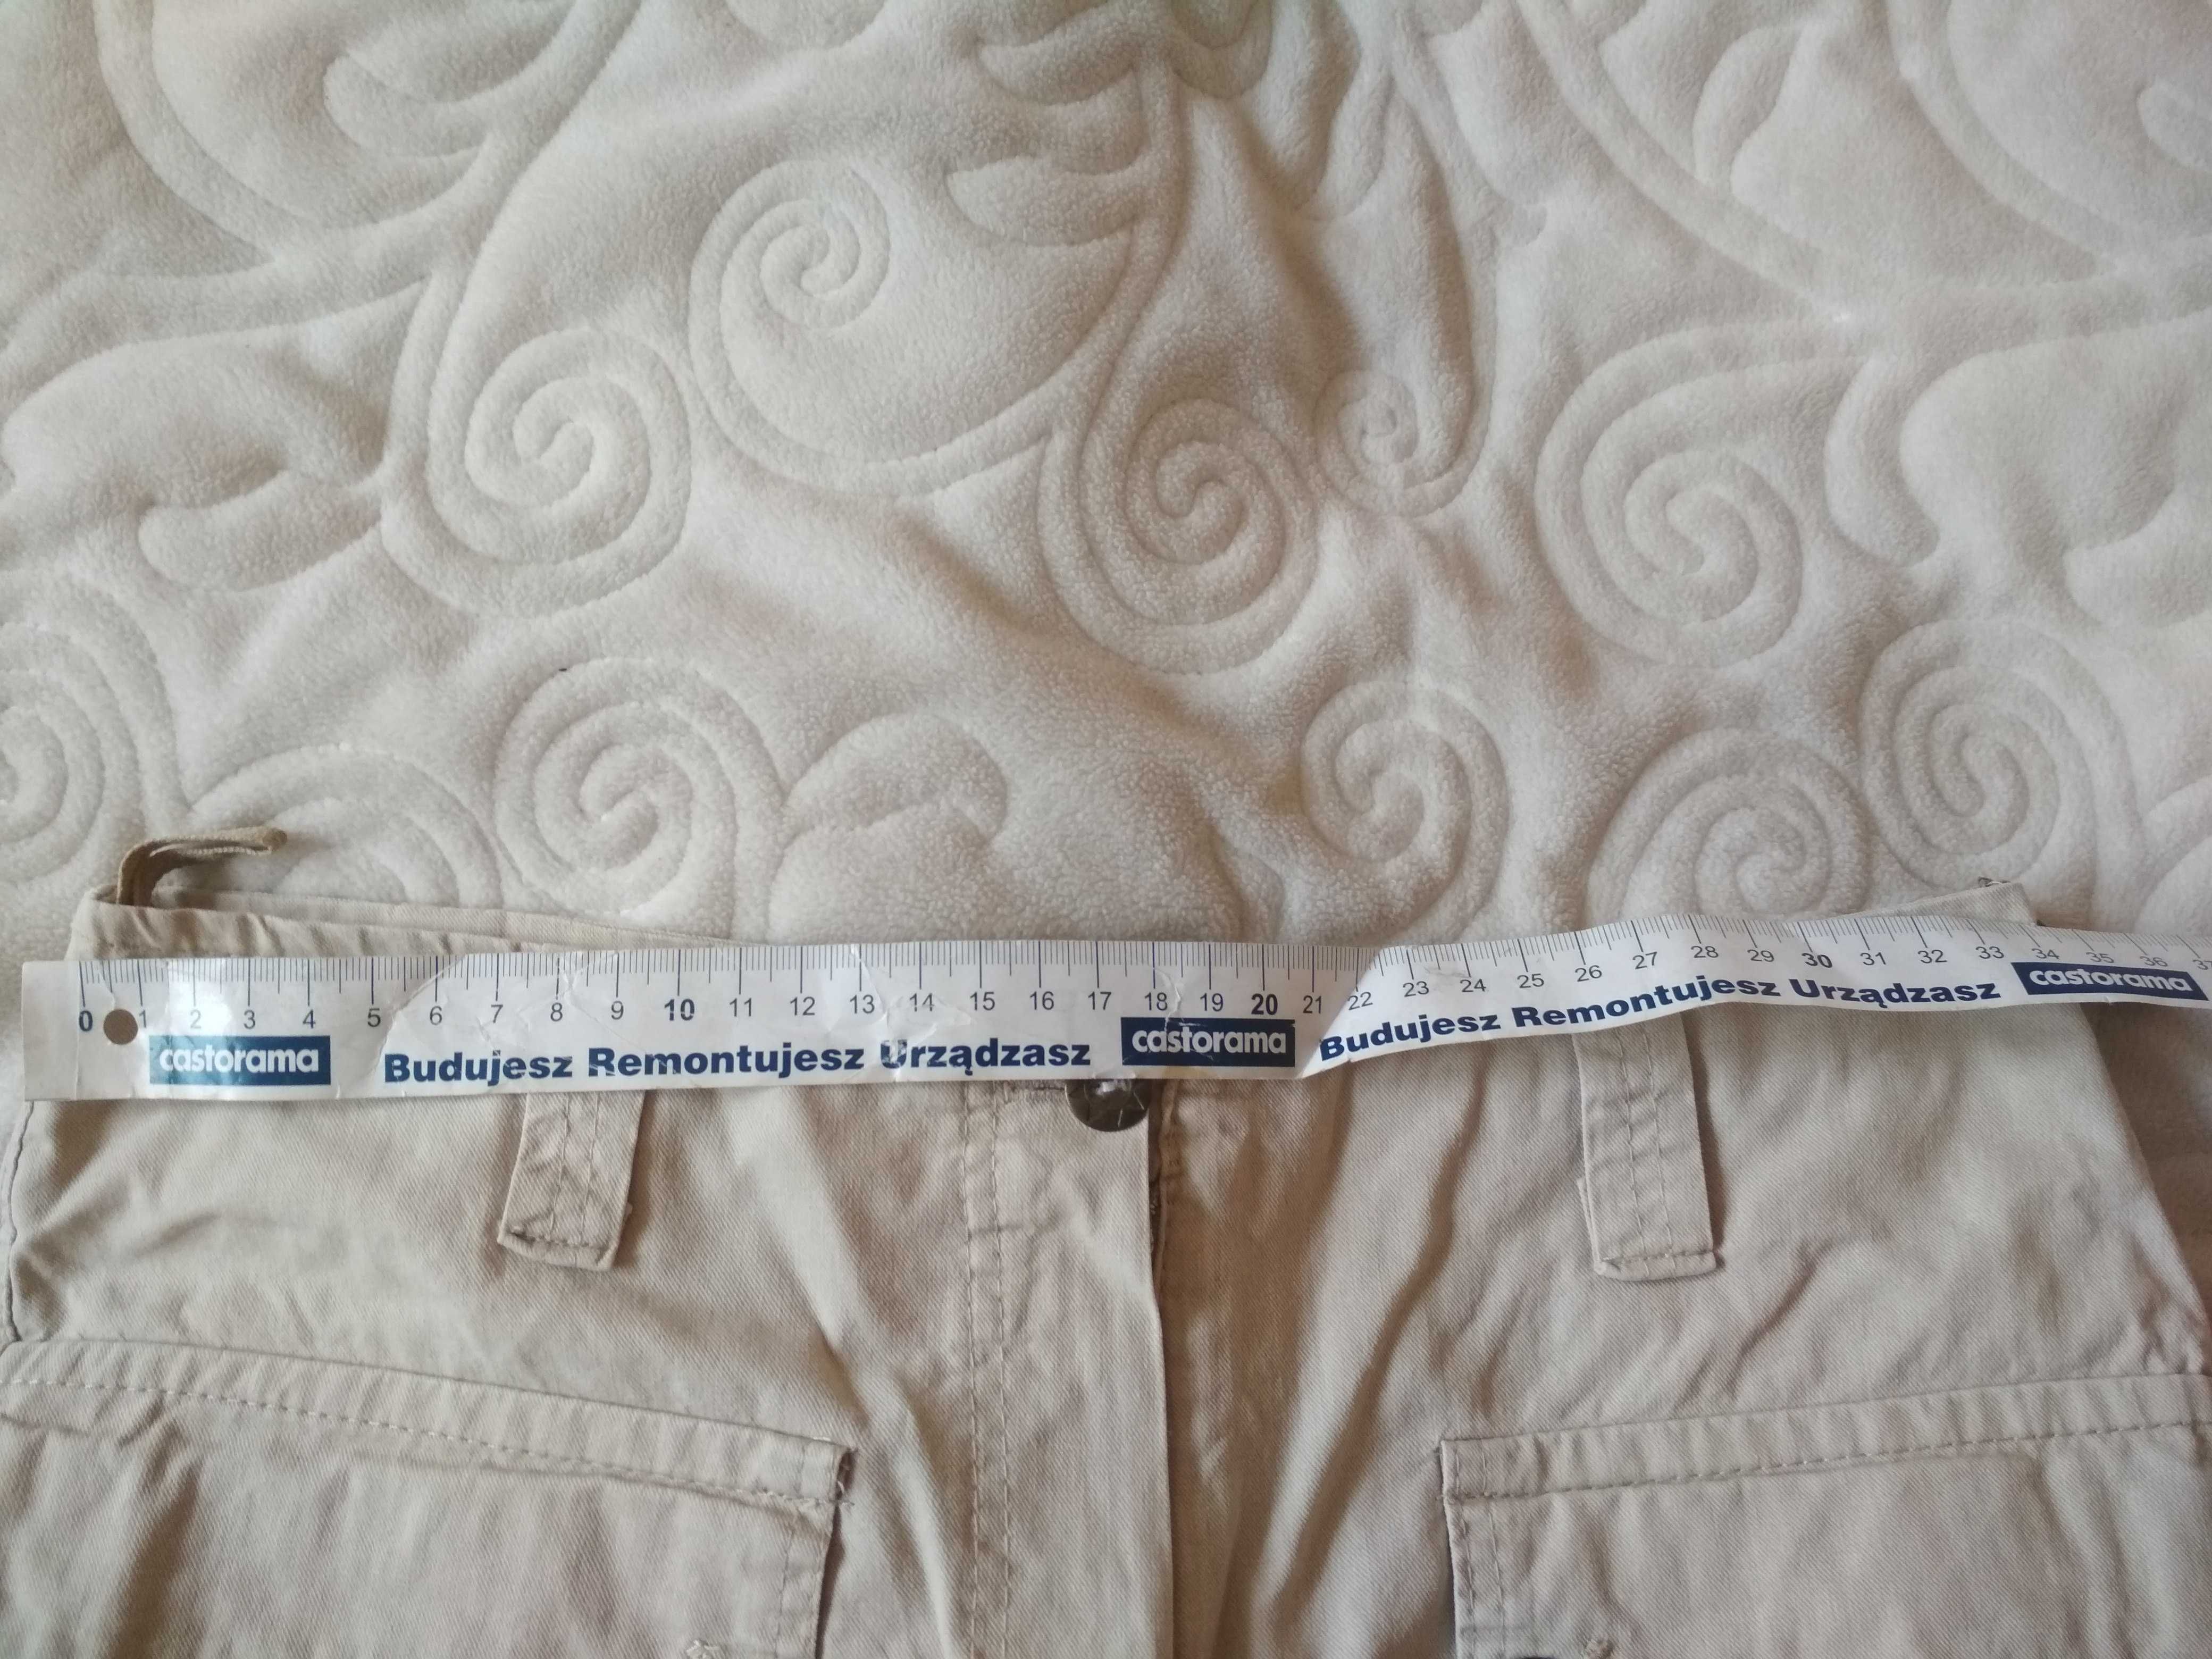 0 1 2 3 4 5 6 7 8 9 10 11 12 13 14 15 16 17 18 19 20 21 22 23 24 25 26 27 28 29 30 31 32 33 34 35 36 37
castorama Budujesz Remontujesz Urządzasz castorama Budujesz Remontujesz Urządzasz castorama